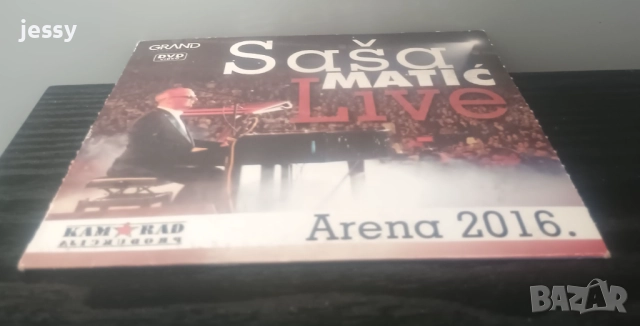 jessy
GRAND
DVD
Saša
MATIĆ
Live
KAM★RAD
Arena 2016.
BAZAR